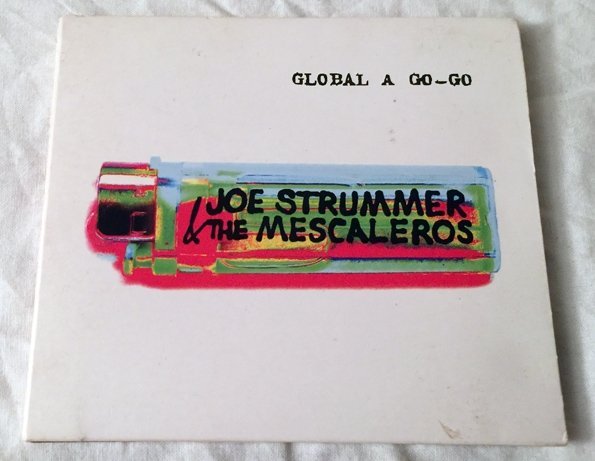 GLOBAL A GO-GO
JOE STRUMMER
& THE MESCALEROS